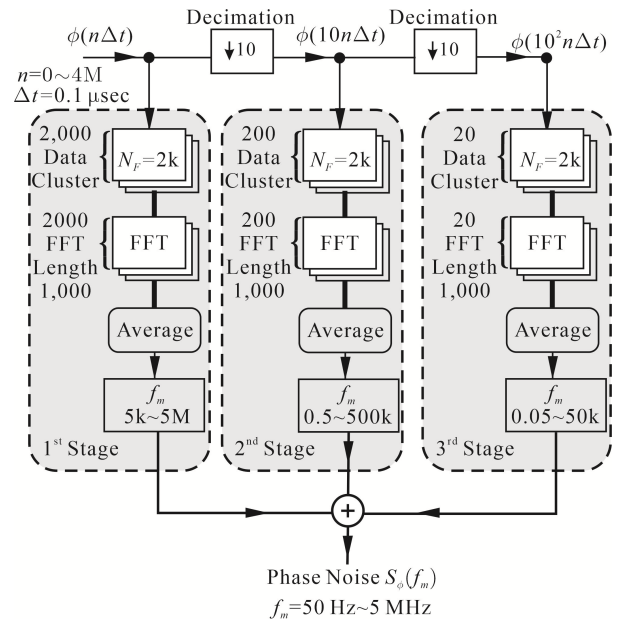 Decimation
Decimation
ϕ(nΔt)
↓10
ϕ(10nΔt)
↓10
ϕ(10²nΔt)
n=0~4M
Δt=0.1 μsec
2,000
Data
Cluster
N_F=2k
200
Data
Cluster
N_F=2k
20
Data
Cluster
N_F=2k
2000
FFT
Length
1,000
FFT
200
FFT
Length
1,000
FFT
20
FFT
Length
1,000
FFT
Average
Average
Average
f_m
5k~5M
f_m
0.5~500k
f_m
0.05~50k
1st Stage
2nd Stage
3rd Stage
+
Phase Noise S_ϕ(f_m)
f_m=50 Hz~5 MHz